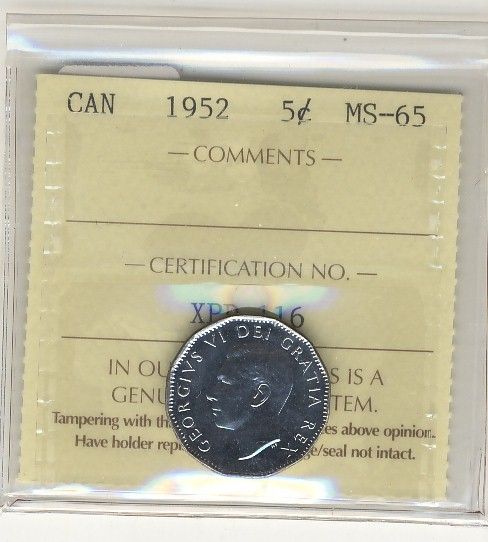 CAN 1952 5¢ MS--65
— COMMENTS —
— CERTIFICATION NO. —
116
IN OU S IS A
GENU TEM.
Tampering with th es above opinion.
Have holder rep e/seal not intact.
GEORGIVS VI DEI GRATIA REX